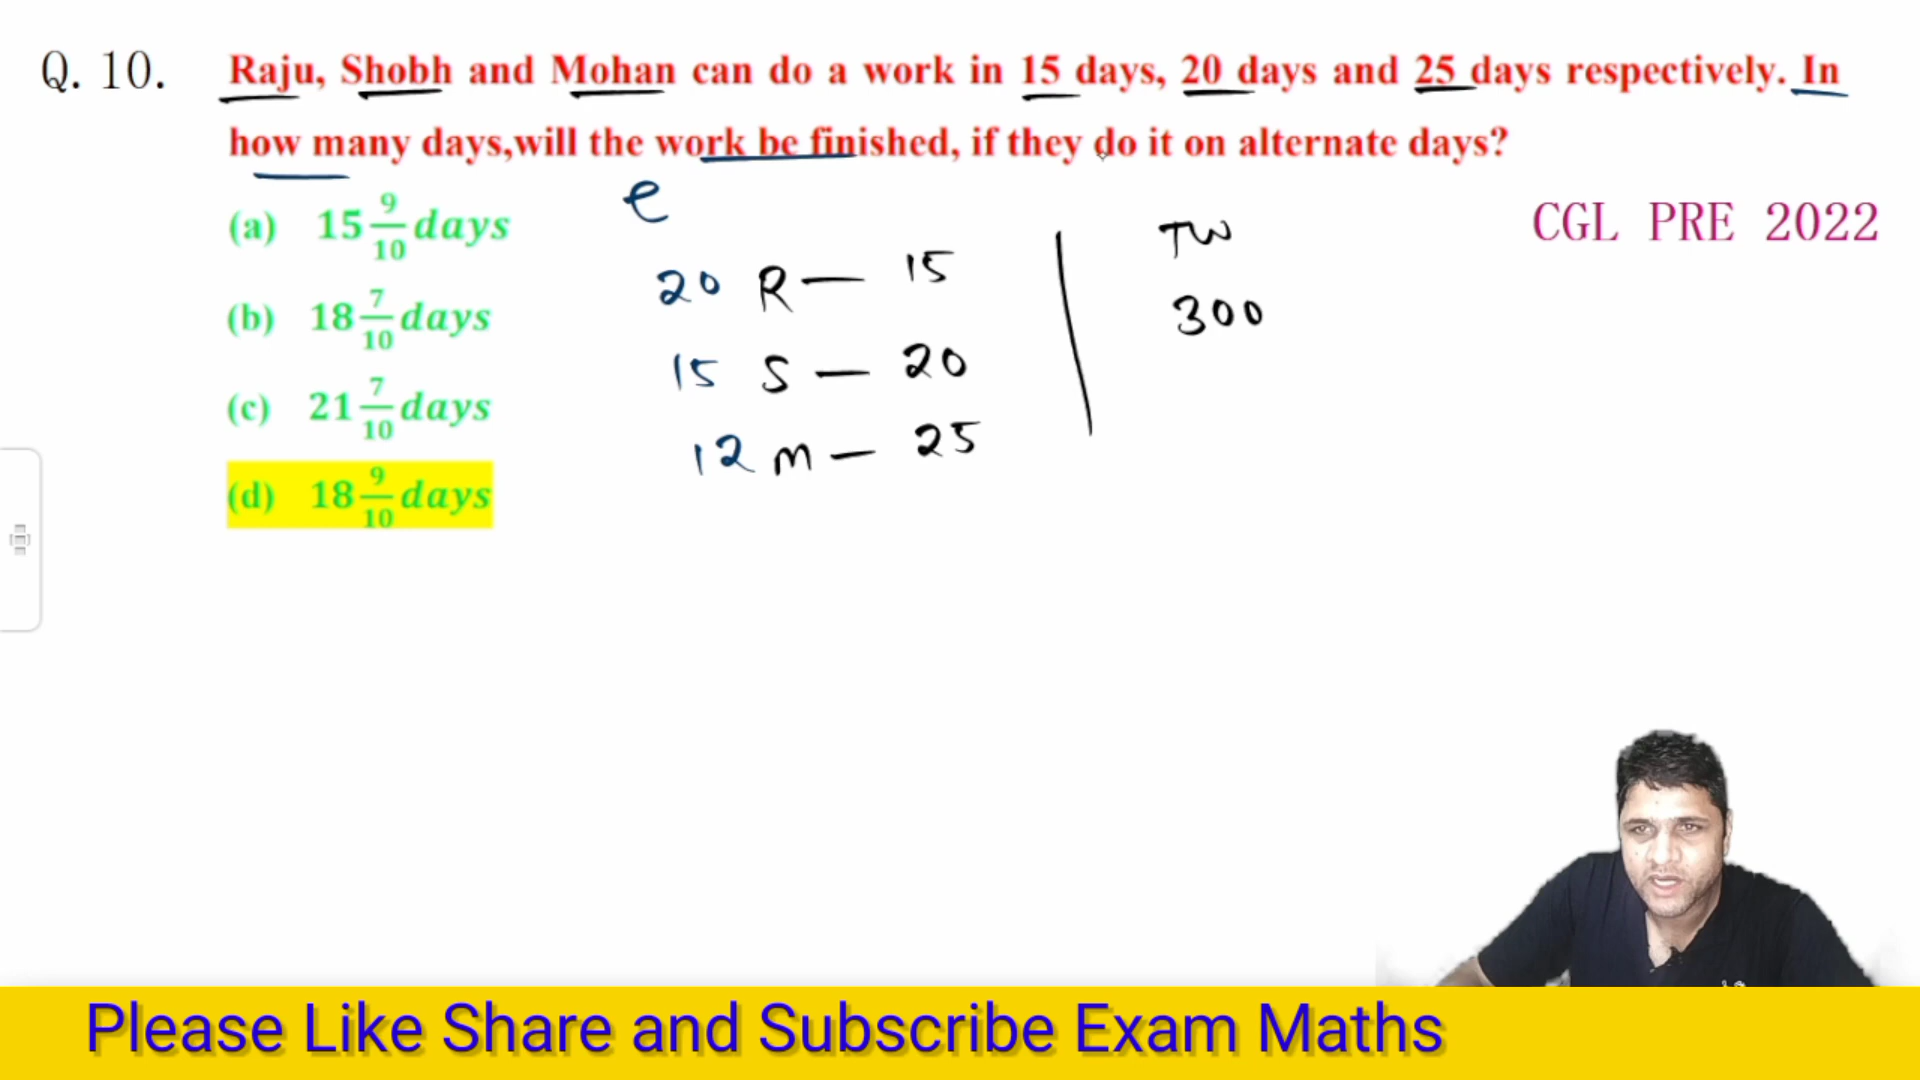 Q. 10. Raju, Shobh and Mohan can do a work in 15 days, 20 days and 25 days respectively. In
how many days,will the work be finished, if they do it on alternate days?
CGL PRE 2022
(a) 15 9/10 days
(b) 18 7/10 days
(c) 21 7/10 days
(d) 18 9/10 days
e
TW
20 R — 15
300
15 S — 20
12 M — 25
Please Like Share and Subscribe Exam Maths